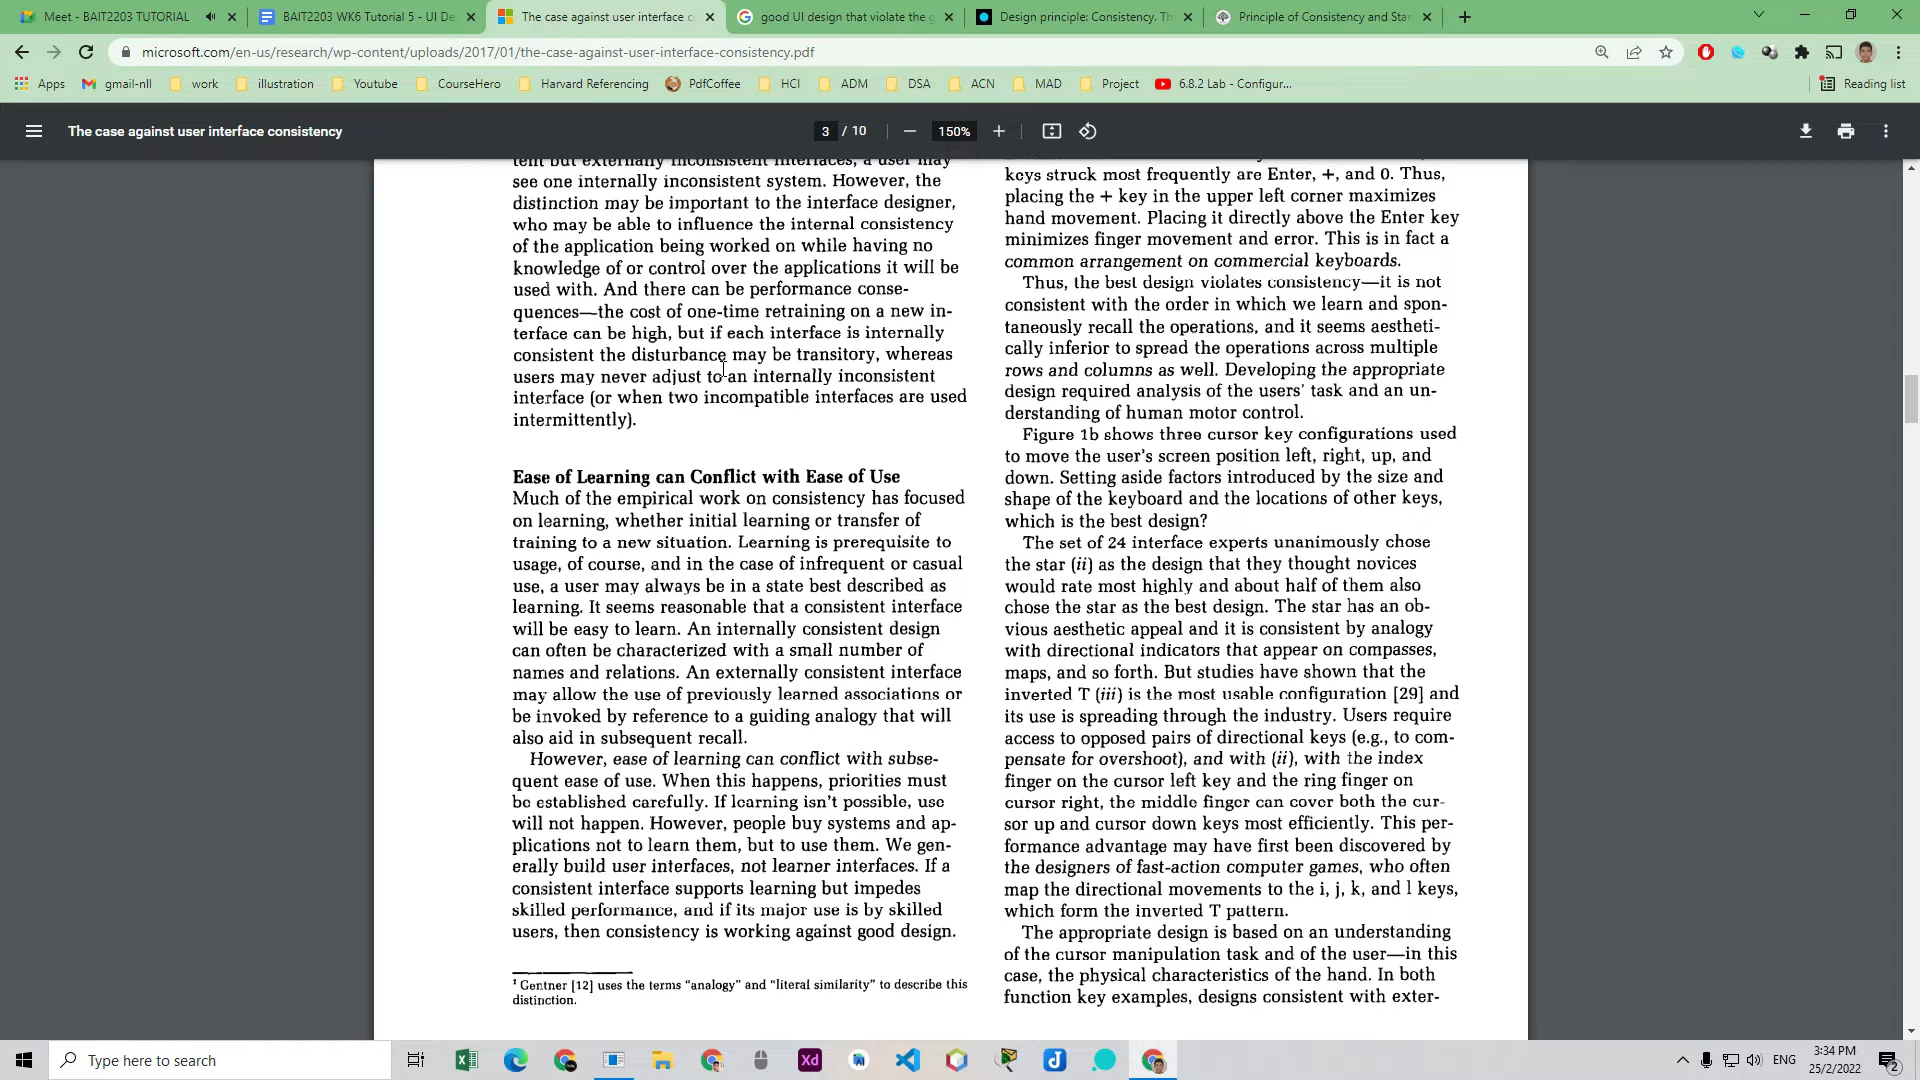 Meet - BAIT2203 TUTORIAL
BAIT2203 WK6 Tutorial 5 - UI De
The case against user interface c
good UI design that violate the g
Design principle: Consistency. Th
Principle of Consistency and Sta
microsoft.com/en-us/research/wp-content/uploads/2017/01/the-case-against-user-interface-consistency.pdf
Apps
gmail-nll
work
illustration
Youtube
CourseHero
Harvard Referencing
PdfCoffee
HCI
ADM
DSA
ACN
MAD
Project
6.8.2 Lab - Configur...
Reading list
The case against user interface consistency
3 / 10
150%
tent but externally inconsistent interfaces, a user may
see one internally inconsistent system. However, the
distinction may be important to the interface designer,
who may be able to influence the internal consistency
of the application being worked on while having no
knowledge of or control over the applications it will be
used with. And there can be performance conse-
quences—the cost of one-time retraining on a new in-
terface can be high, but if each interface is internally
consistent the disturbance may be transitory, whereas
users may never adjust to an internally inconsistent
interface (or when two incompatible interfaces are used
intermittently).
Ease of Learning can Conflict with Ease of Use
Much of the empirical work on consistency has focused
on learning, whether initial learning or transfer of
training to a new situation. Learning is prerequisite to
usage, of course, and in the case of infrequent or casual
use, a user may always be in a state best described as
learning. It seems reasonable that a consistent interface
will be easy to learn. An internally consistent design
can often be characterized with a small number of
names and relations. An externally consistent interface
may allow the use of previously learned associations or
be invoked by reference to a guiding analogy that will
also aid in subsequent recall.
However, ease of learning can conflict with subse-
quent ease of use. When this happens, priorities must
be established carefully. If learning isn't possible, use
will not happen. However, people buy systems and ap-
plications not to learn them, but to use them. We gen-
erally build user interfaces, not learner interfaces. If a
consistent interface supports learning but impedes
skilled performance, and if its major use is by skilled
users, then consistency is working against good design.
¹ Gentner [12] uses the terms "analogy" and "literal similarity" to describe this
distinction.
keys struck most frequently are Enter, +, and 0. Thus,
placing the + key in the upper left corner maximizes
hand movement. Placing it directly above the Enter key
minimizes finger movement and error. This is in fact a
common arrangement on commercial keyboards.
Thus, the best design violates consistency—it is not
consistent with the order in which we learn and spon-
taneously recall the operations, and it seems aestheti-
cally inferior to spread the operations across multiple
rows and columns as well. Developing the appropriate
design required analysis of the users' task and an un-
derstanding of human motor control.
Figure 1b shows three cursor key configurations used
to move the user's screen position left, right, up, and
down. Setting aside factors introduced by the size and
shape of the keyboard and the locations of other keys,
which is the best design?
The set of 24 interface experts unanimously chose
the star (ii) as the design that they thought novices
would rate most highly and about half of them also
chose the star as the best design. The star has an ob-
vious aesthetic appeal and it is consistent by analogy
with directional indicators that appear on compasses,
maps, and so forth. But studies have shown that the
inverted T (iii) is the most usable configuration [29] and
its use is spreading through the industry. Users require
access to opposed pairs of directional keys (e.g., to com-
pensate for overshoot), and with (ii), with the index
finger on the cursor left key and the ring finger on
cursor right, the middle finger can cover both the cur-
sor up and cursor down keys most efficiently. This per-
formance advantage may have first been discovered by
the designers of fast-action computer games, who often
map the directional movements to the i, j, k, and l keys,
which form the inverted T pattern.
The appropriate design is based on an understanding
of the cursor manipulation task and of the user—in this
case, the physical characteristics of the hand. In both
function key examples, designs consistent with exter-
Type here to search
Xd
ENG
3:34 PM
25/2/2022
2